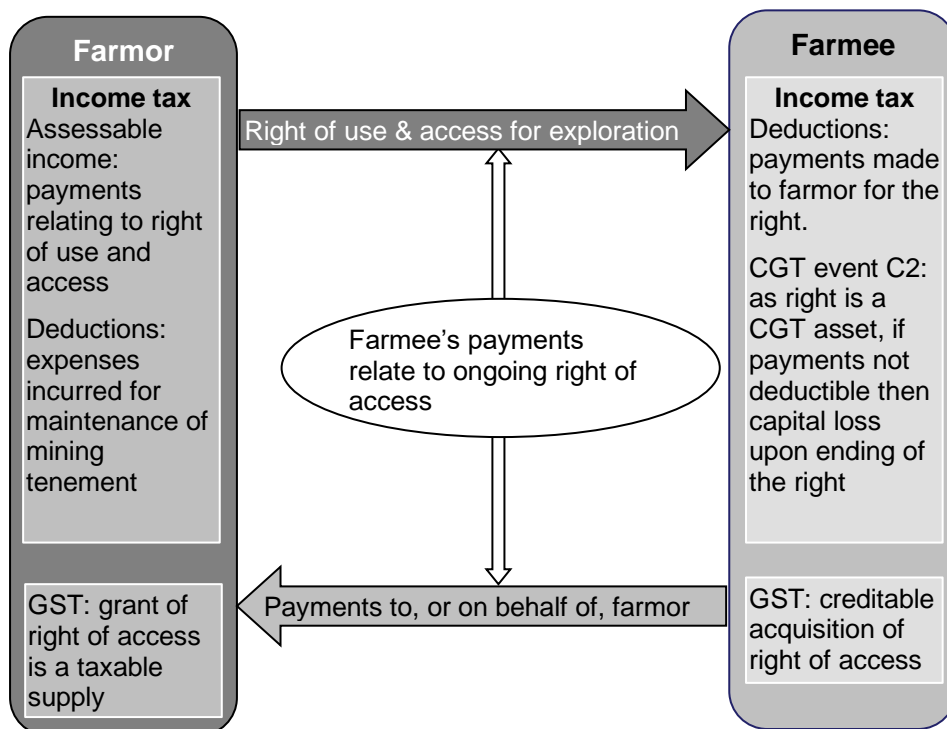 Farmor
Income tax
Assessable
income:
payments
relating to right
of use and
access
Deductions:
expenses
incurred for
maintenance of
mining
tenement
GST: grant of
right of access
is a taxable
supply
Right of use & access for exploration
Farmee's payments
relate to ongoing right of
access
Payments to, or on behalf of, farmor
Farmee
Income tax
Deductions:
payments made
to farmor for the
right.
CGT event C2:
as right is a
CGT asset, if
payments not
deductible then
capital loss
upon ending of
the right
GST: creditable
acquisition of
right of access